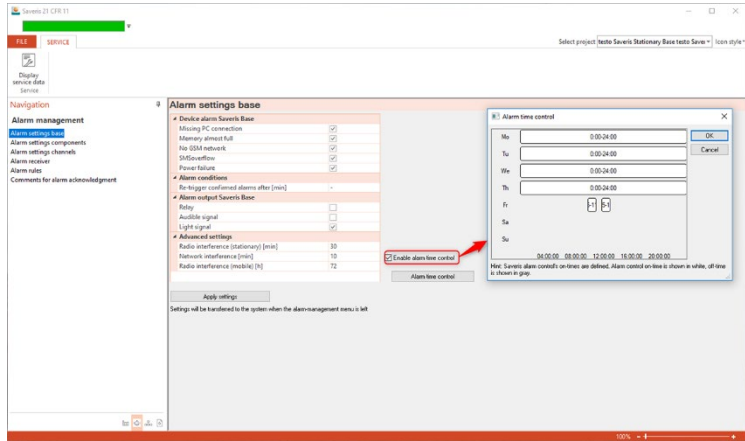 Saveris 21 CFR 11
FILE SERVICE
Select project testo Saveris Stationary Base testo Saver Icon style
Display
service data
Service
Navigation
Alarm management
Alarm settings base
Alarm settings components
Alarm settings channels
Alarm receiver
Alarm rules
Comments for alarm acknowledgment
Alarm settings base
Device alarm Saveris Base
Missing PC connection
Memory almost full
No GSM network
SMSoverflow
Power failure
Alarm conditions
Re-trigger confirmed alarms after [min] -
Alarm output Saveris Base
Relay
Audible signal
Light signal
Advanced settings
Radio interference (stationary) [min] 30
Network interference [min] 10
Radio interference (mobile) [h] 72
Enable alarm time control
Alarm time control
Apply settings
Settings will be transfered to the system when the alarm-management menu is left
Alarm time control
Mo 0:00-24:00
Tu 0:00-24:00
We 0:00-24:00
Th 0:00-24:00
Fr
Sa
Su
04:00:00 08:00:00 12:00:00 16:00:00 20:00:00
Hint: Saveris alarm control's on-times are defined. Alarm control on-time is shown in white, off-time
is shown in gray.
OK
Cancel
100% - +